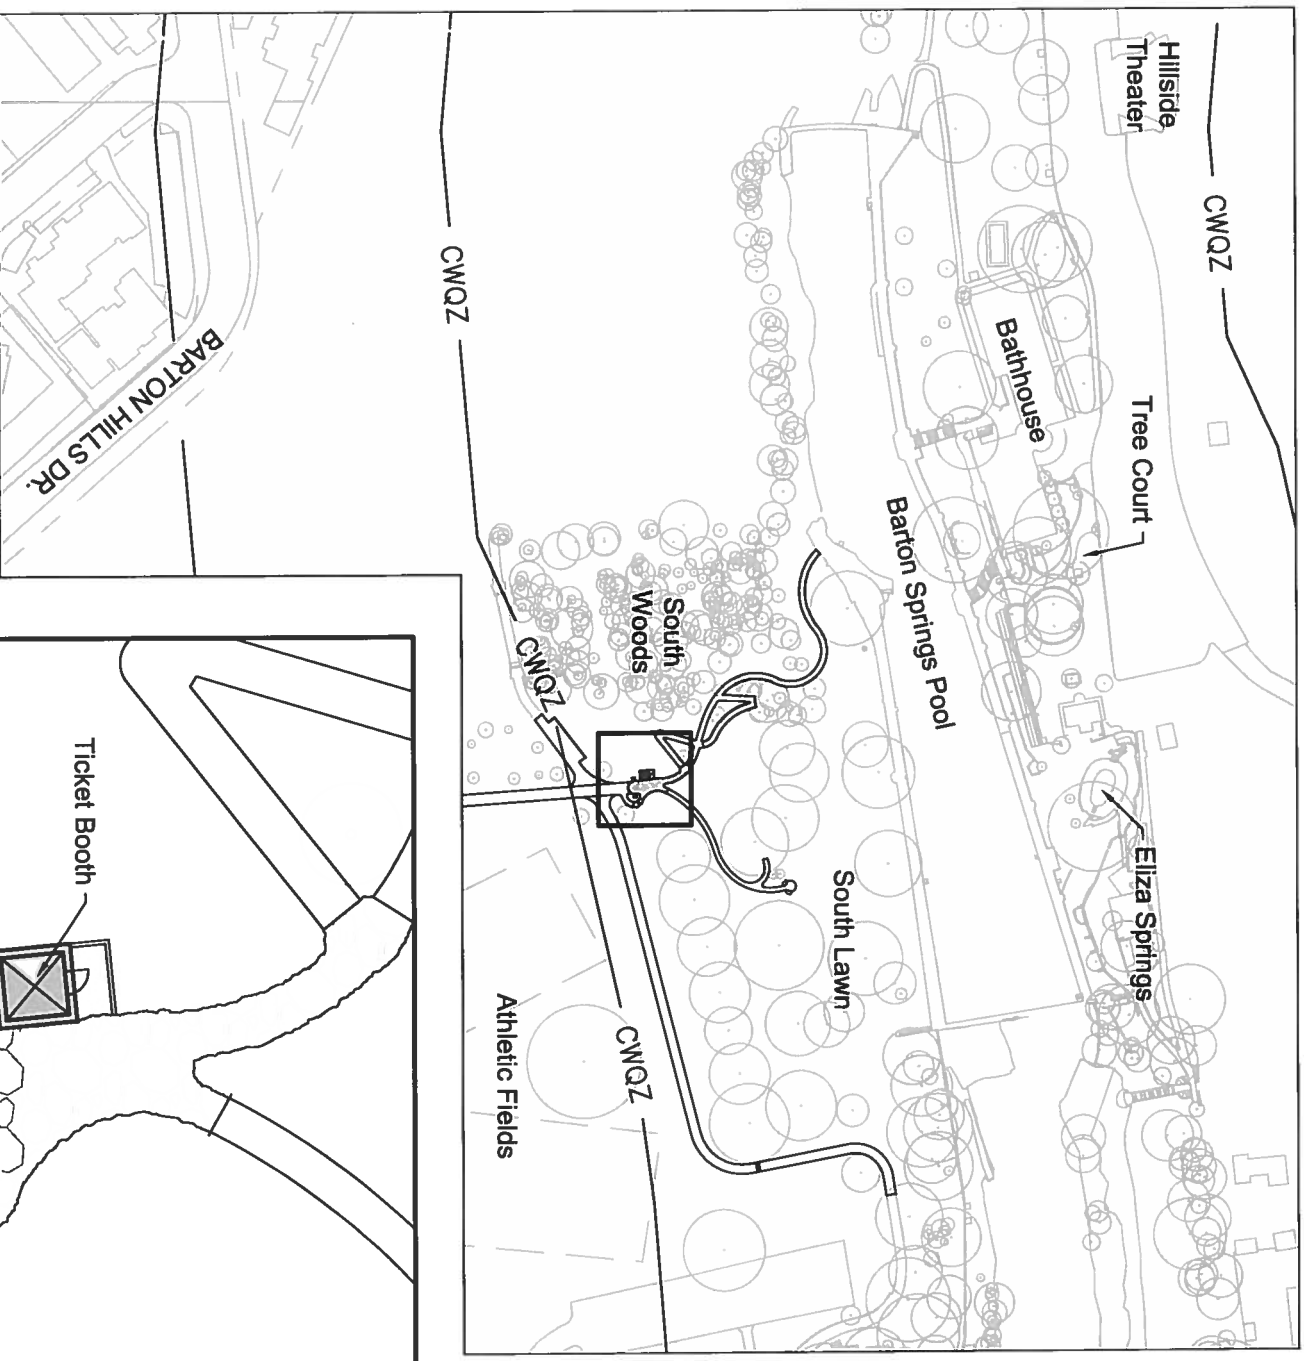 Hillside
Theater
CWQZ
CWQZ
Bathhouse
Tree Court
BARTON HILLS DR.
Barton Springs Pool
South
Woods
CWQZ
Eliza Springs
South Lawn
CWQZ
Athletic Fields
Ticket Booth